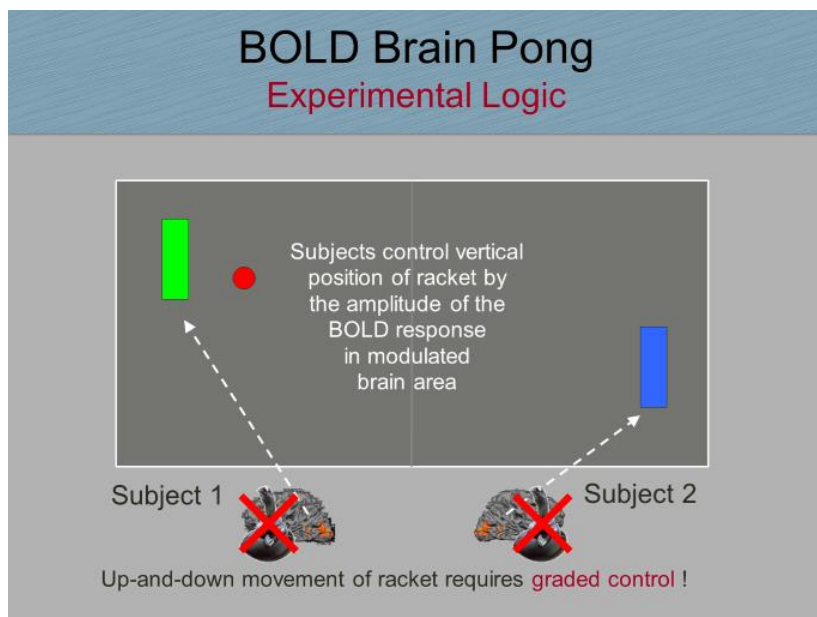 BOLD Brain Pong
Experimental Logic
Subjects control vertical
position of racket by
the amplitude of the
BOLD response
in modulated
brain area
Subject 1
Subject 2
Up-and-down movement of racket requires graded control !